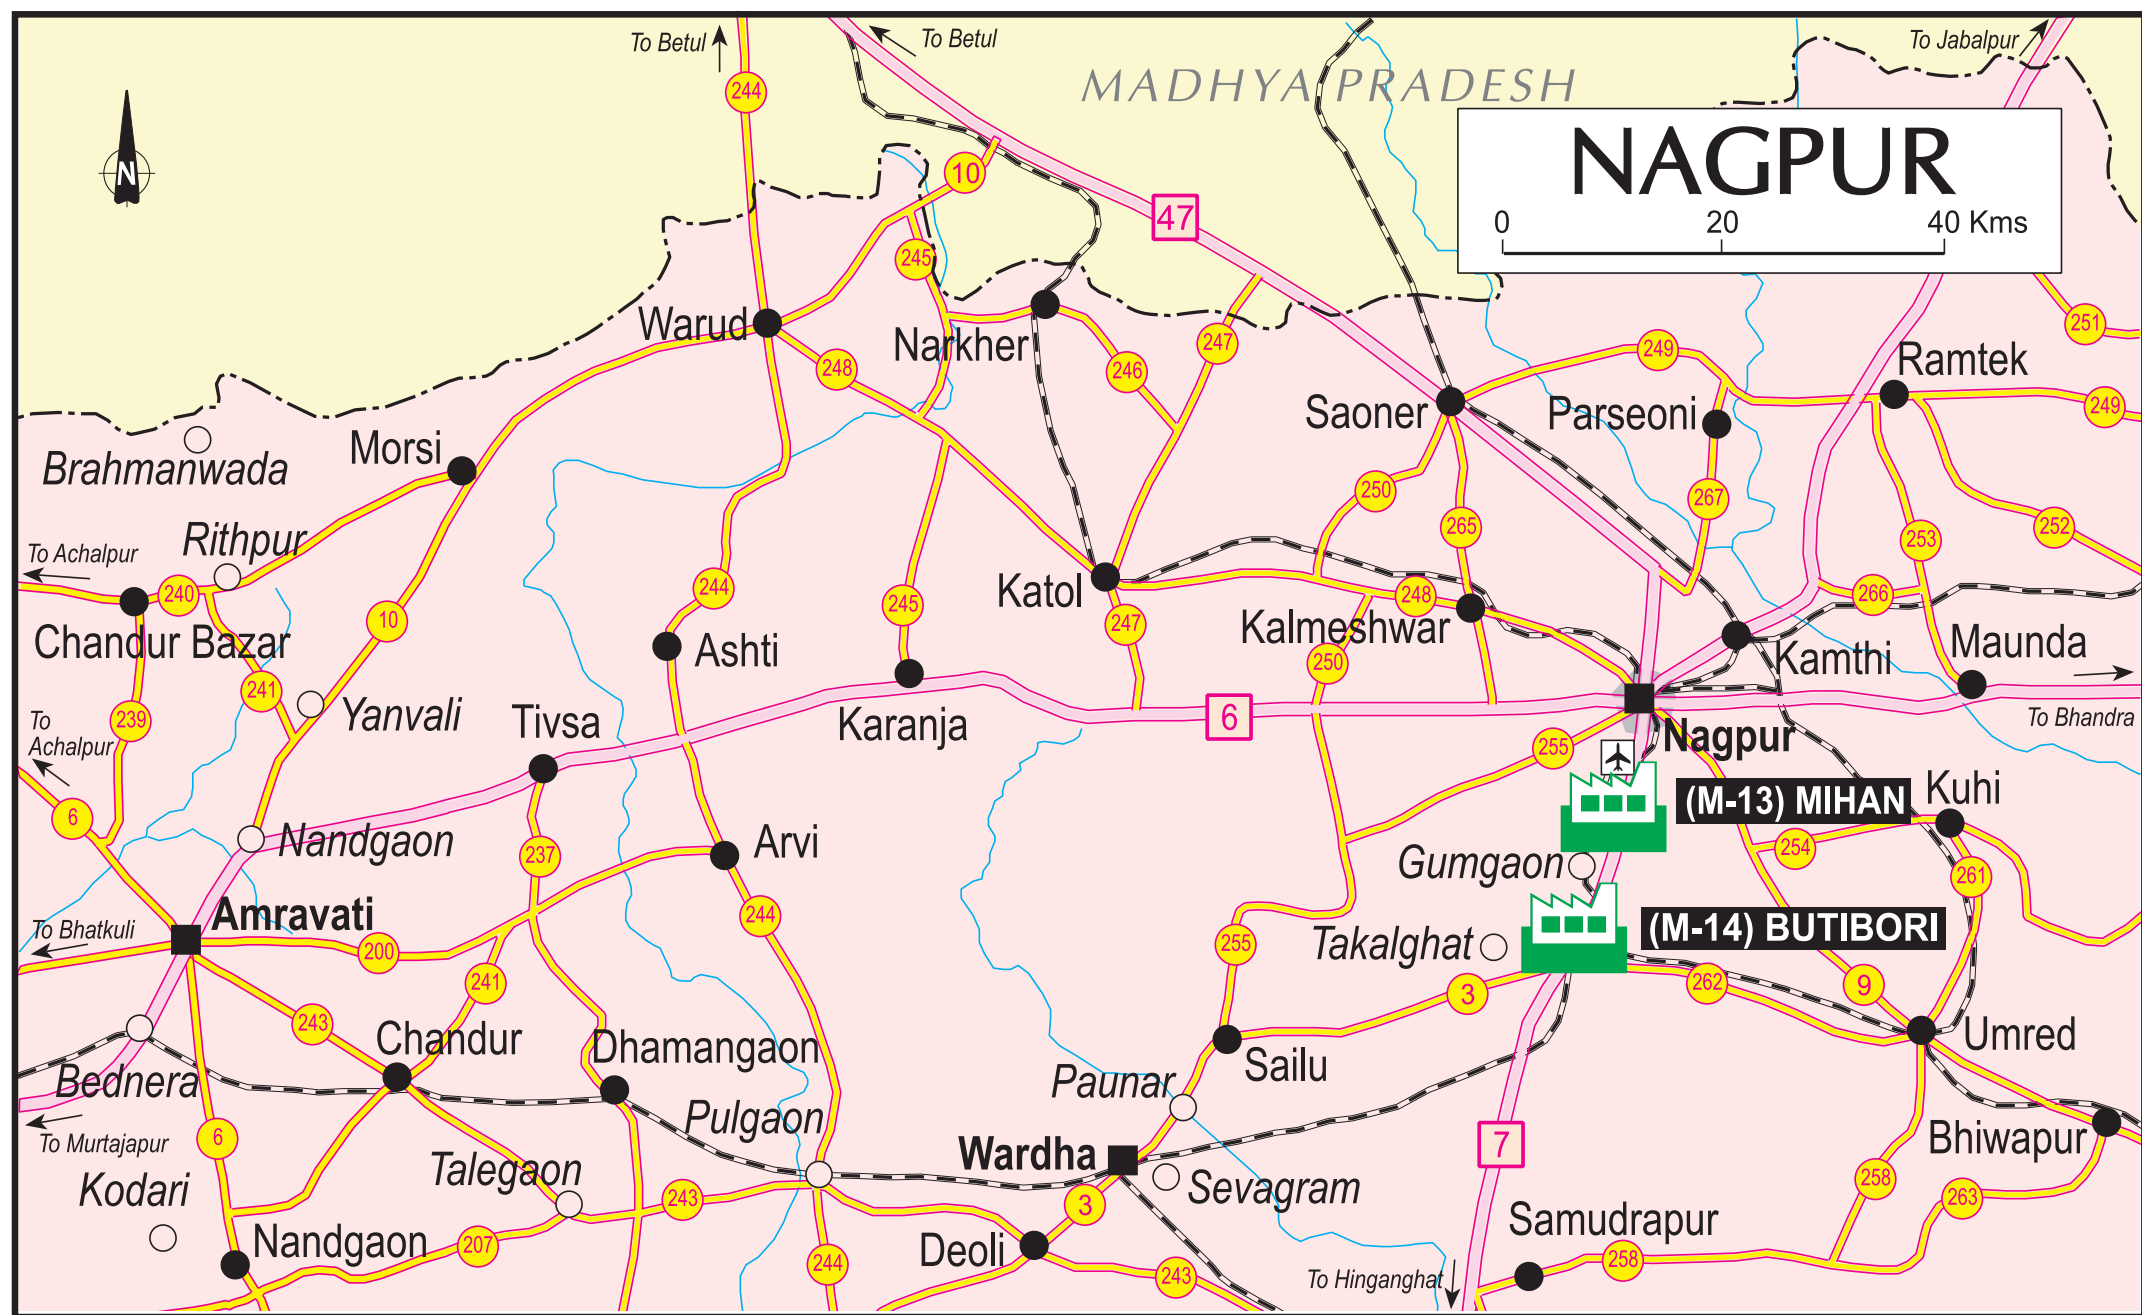 To Betul
To Betul
To Jabalpur
MADHYA PRADESH
244
NAGPUR
0 20 40 Kms
N
10
47
245
251
Warud
Narkher
247
249
Ramtek
248
246
249
Saoner
Parseoni
Brahmanwada
Morsi
250
267
265
253
252
Rithpur
To Achalpur
240
244
245
Katol
248
266
10
247
Kalmeshwar
Chandur Bazar
Ashti
250
Kamthi
Maunda
241
Yanvali
239
Tivsa
Karanja
6
To Bhandra
To
Achalpur
255
Nagpur
6
(M-13) MIHAN
Kuhi
Nandgaon
237
Arvi
254
Gumgaon
261
Amravati
244
To Bhatkuli
200
255
Takalghat
(M-14) BUTIBORI
241
3
262
9
243
Chandur
Dhamangaon
Sailu
Umred
Bednera
Paunar
Pulgaon
To Murtajapur
6
Wardha
7
Bhiwapur
Kodari
Talegaon
243
3
Sevagram
258
263
Nandgaon
207
Deoli
Samudrapur
244
243
To Hinganghat
258